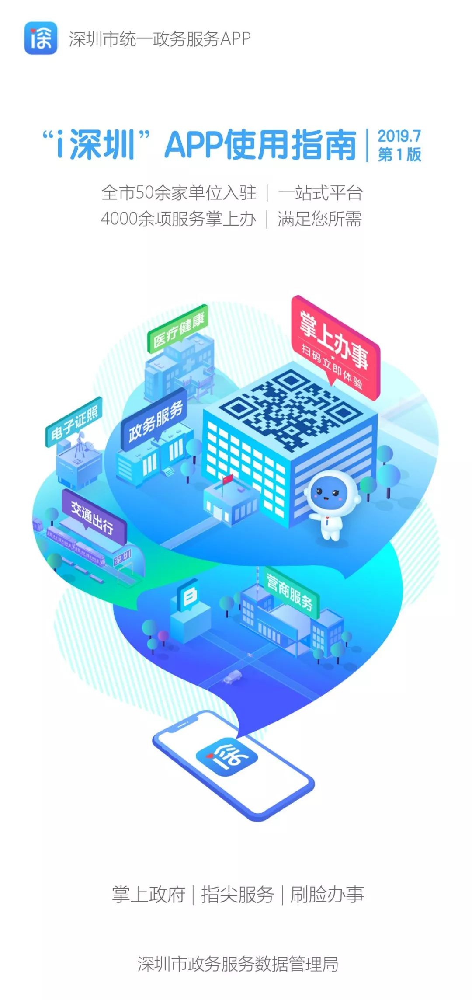 i深
深圳市统一政务服务APP
“i深圳” APP使用指南
2019.7
第1版
全市50余家单位入驻 | 一站式平台
4000余项服务掌上办 | 满足您所需
掌上办事
扫码立即体验
医疗健康
电子证照
政务服务
交通出行
深圳
营商服务
i深
掌上政府 | 指尖服务 | 刷脸办事
深圳市政务服务数据管理局